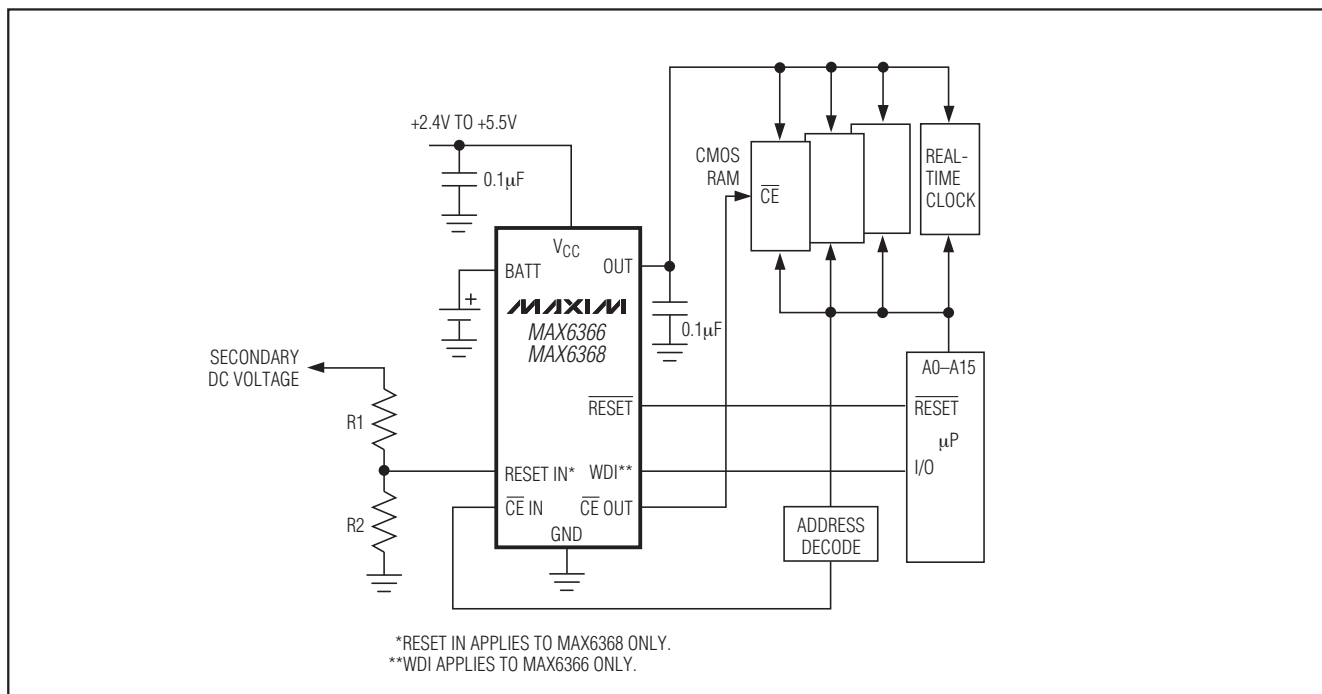 +2.4V TO +5.5V
0.1µF
CMOS
RAM
CE
REAL-
TIME
CLOCK
VCC
BATT
OUT
+
MAXIM
MAX6366
MAX6368
0.1µF
SECONDARY
DC VOLTAGE
R1
R2
RESET
RESET IN*
WDI**
CE IN
CE OUT
GND
A0–A15
RESET
µP
I/O
ADDRESS
DECODE
*RESET IN APPLIES TO MAX6368 ONLY.
**WDI APPLIES TO MAX6366 ONLY.